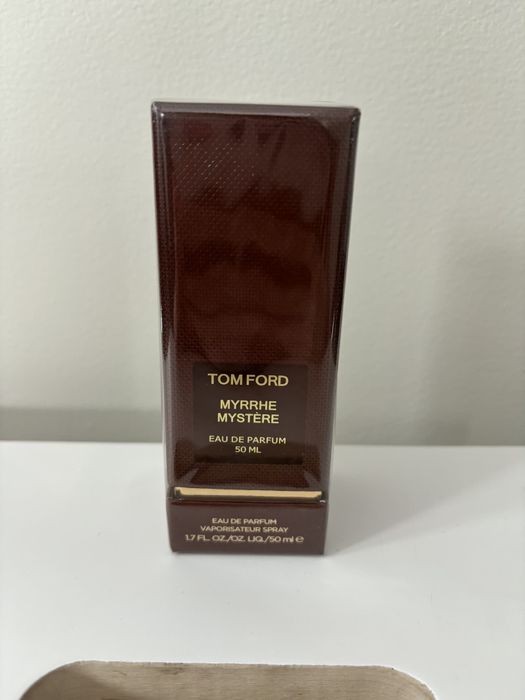 TOM FORD
MYRRHE
MYSTÈRE
EAU DE PARFUM
50 ML
EAU DE PARFUM
VAPORISATEUR SPRAY
1.7 FL. OZ./OZ. LIQ./50 ml ℮